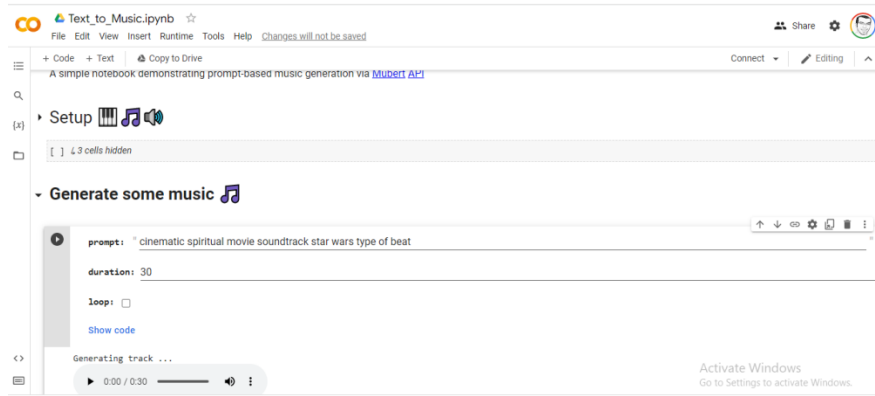 Text_to_Music.ipynb
Share
File Edit View Insert Runtime Tools Help Changes will not be saved
+ Code + Text Copy to Drive
Connect Editing
A simple notebook demonstrating prompt-based music generation via Mubert API
Setup
{x}
[ ] 3 cells hidden
Generate some music
prompt: "cinematic spiritual movie soundtrack star wars type of beat"
duration: 30
loop:
Show code
Generating track ...
0:00 / 0:30
Activate Windows
Go to Settings to activate Windows.